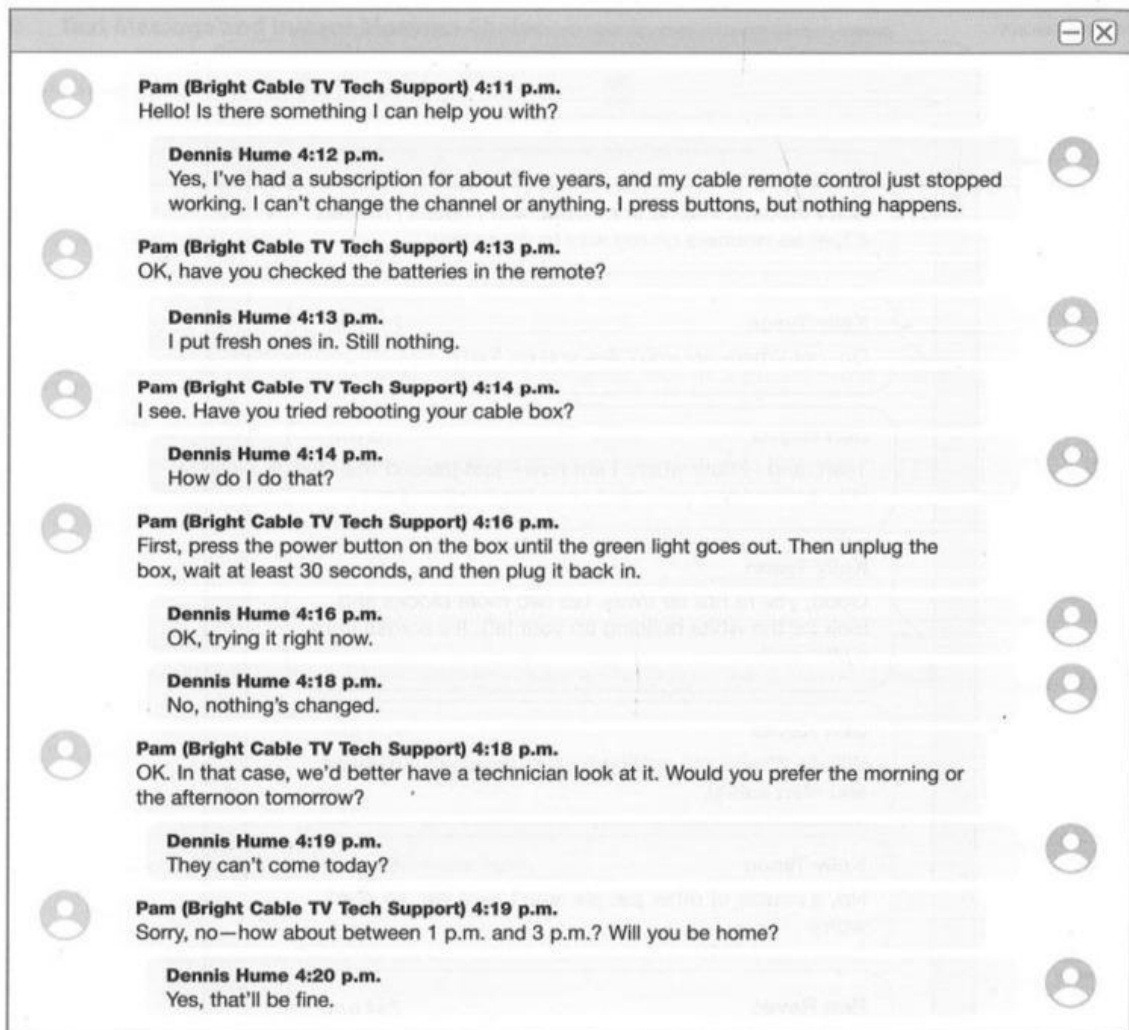 Pam (Bright Cable TV Tech Support) 4:11 p.m.
Hello! Is there something I can help you with?
Dennis Hume 4:12 p.m.
Yes, I've had a subscription for about five years, and my cable remote control just stopped
working. I can't change the channel or anything. I press buttons, but nothing happens.
Pam (Bright Cable TV Tech Support) 4:13 p.m.
OK, have you checked the batteries in the remote?
Dennis Hume 4:13 p.m.
I put fresh ones in. Still nothing.
Pam (Bright Cable TV Tech Support) 4:14 p.m.
I see. Have you tried rebooting your cable box?
Dennis Hume 4:14 p.m.
How do I do that?
Pam (Bright Cable TV Tech Support) 4:16 p.m.
First, press the power button on the box until the green light goes out. Then unplug the
box, wait at least 30 seconds, and then plug it back in.
Dennis Hume 4:16 p.m.
OK, trying it right now.
Dennis Hume 4:18 p.m.
No, nothing's changed.
Pam (Bright Cable TV Tech Support) 4:18 p.m.
OK. In that case, we'd better have a technician look at it. Would you prefer the morning or
the afternoon tomorrow?
Dennis Hume 4:19 p.m.
They can't come today?
Pam (Bright Cable TV Tech Support) 4:19 p.m.
Sorry, no—how about between 1 p.m. and 3 p.m.? Will you be home?
Dennis Hume 4:20 p.m.
Yes, that'll be fine.